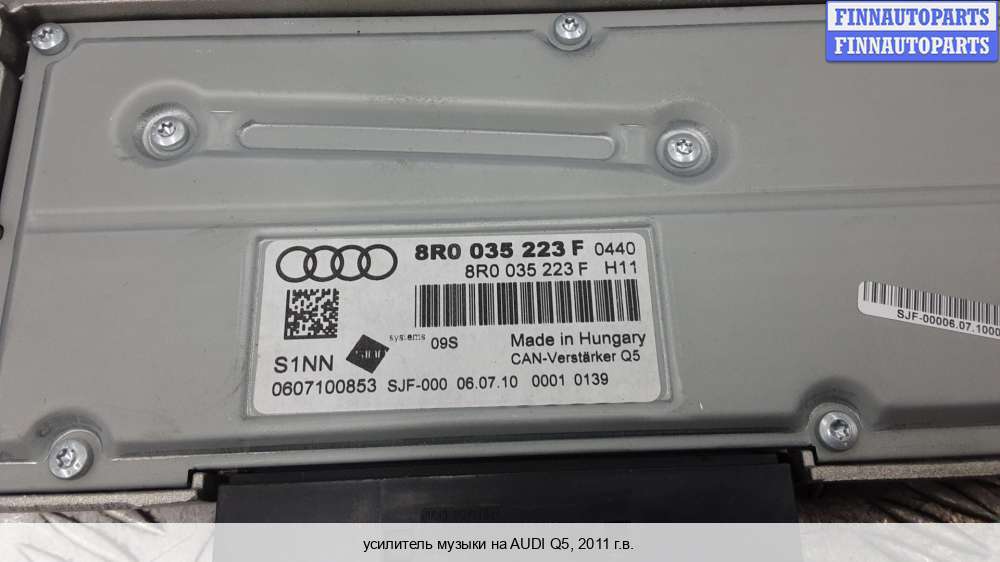 FINNAUTOPARTS
FINNAUTOPARTS
8R0 035 223 F 0440
8R0 035 223 F H11
systems 09S
Made in Hungary
S1NN
CAN-Verstärker Q5
0607100853 SJF-000 06.07.10 0001 0139
SJF-00006.07.1000
усилитель музыки на AUDI Q5, 2011 г.в.